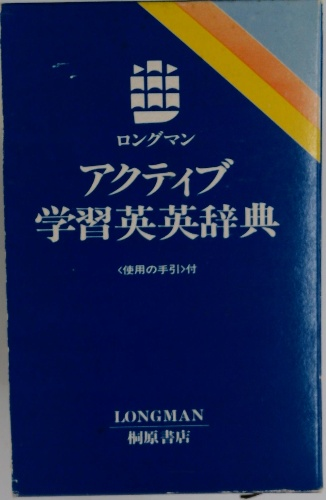 ロングマン
アクティブ
学習英英辞典
〈使用の手引〉付
LONGMAN
桐原書店